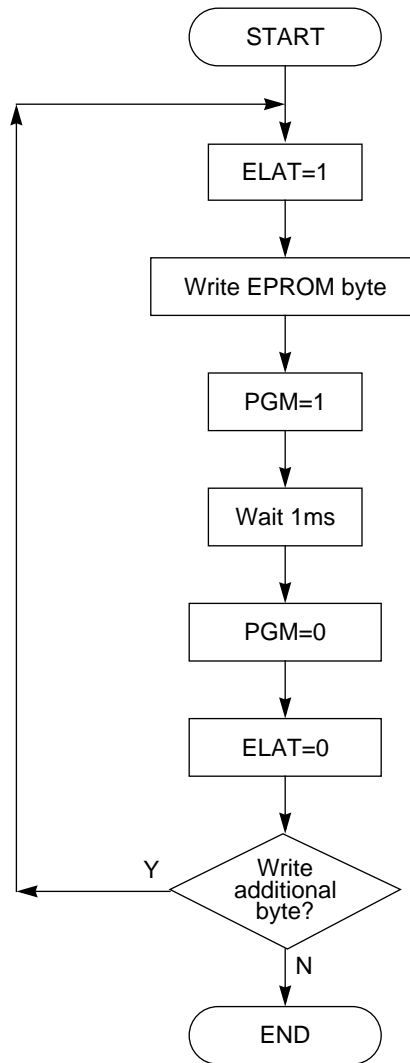 START
ELAT=1
Write EPROM byte
PGM=1
Wait 1ms
PGM=0
ELAT=0
Y
Write
additional
byte?
N
END